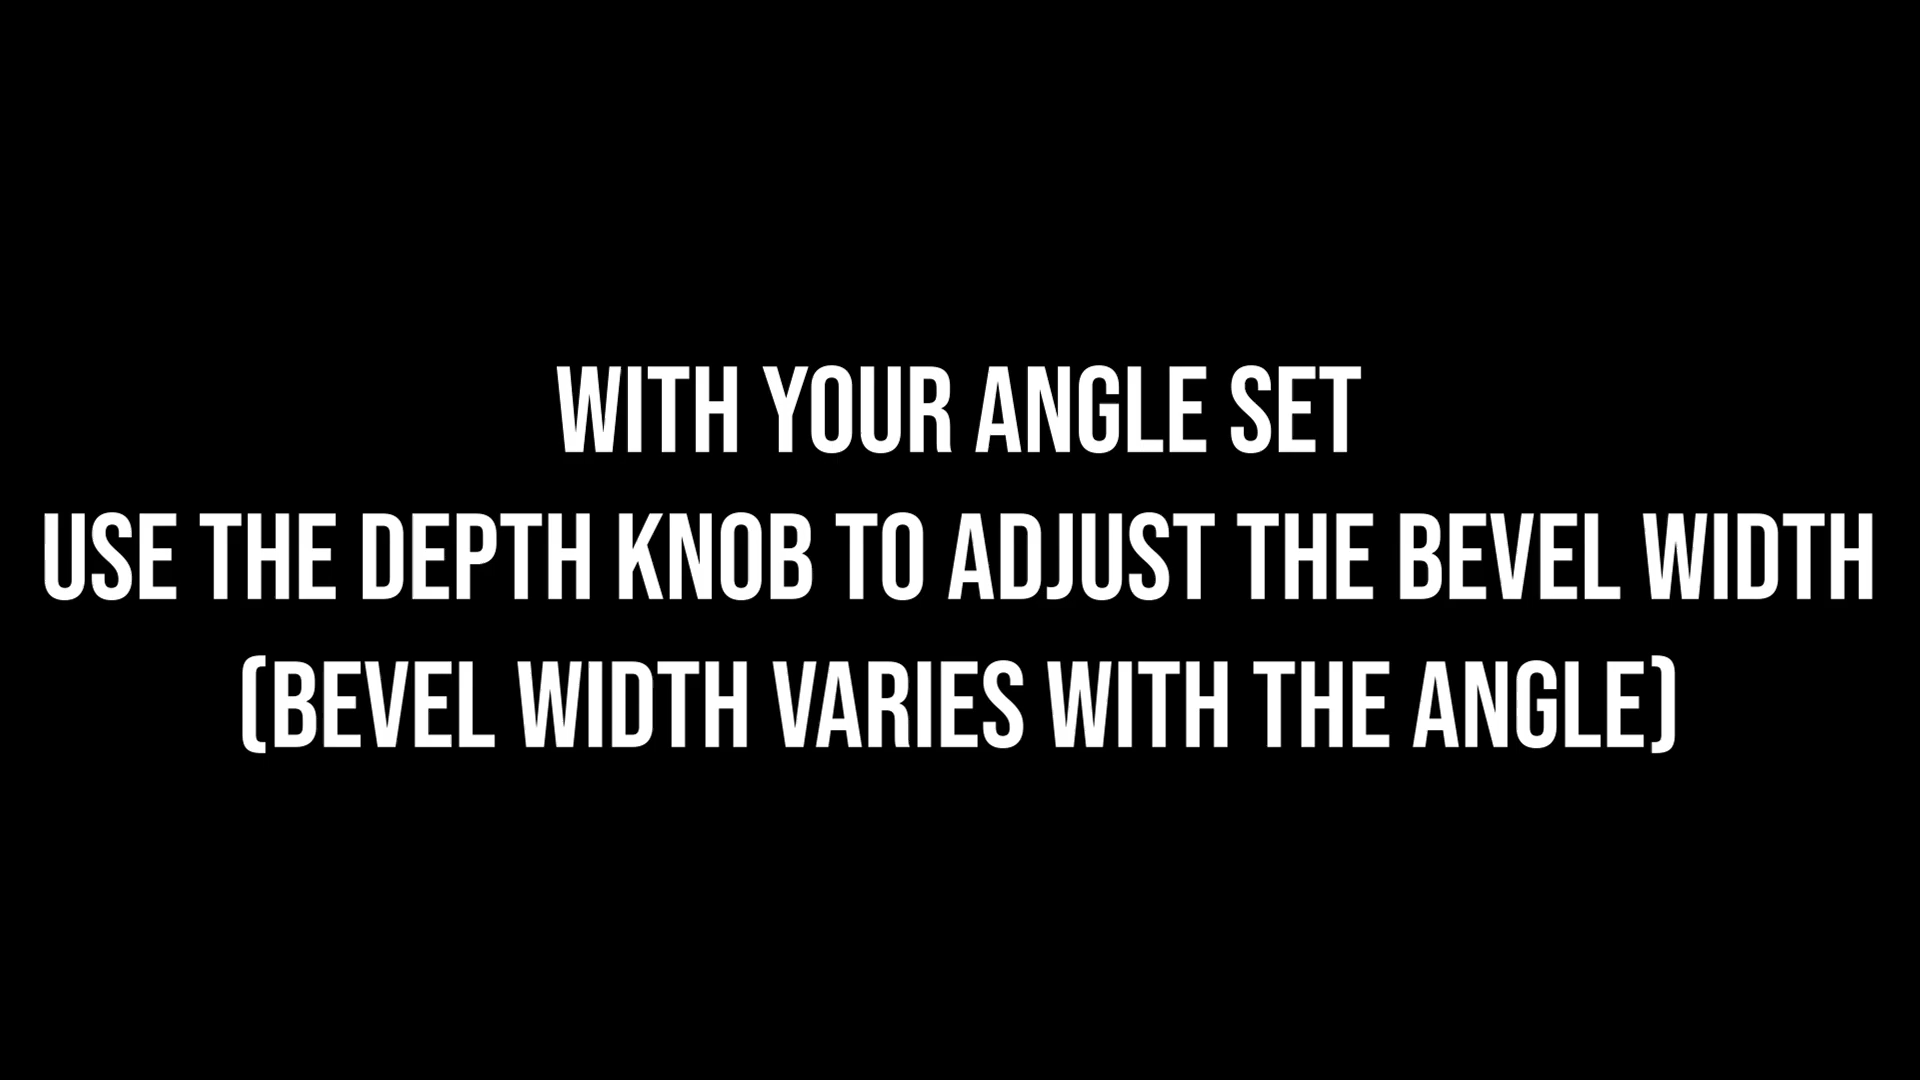 WITH YOUR ANGLE SET
USE THE DEPTH KNOB TO ADJUST THE BEVEL WIDTH
(BEVEL WIDTH VARIES WITH THE ANGLE)